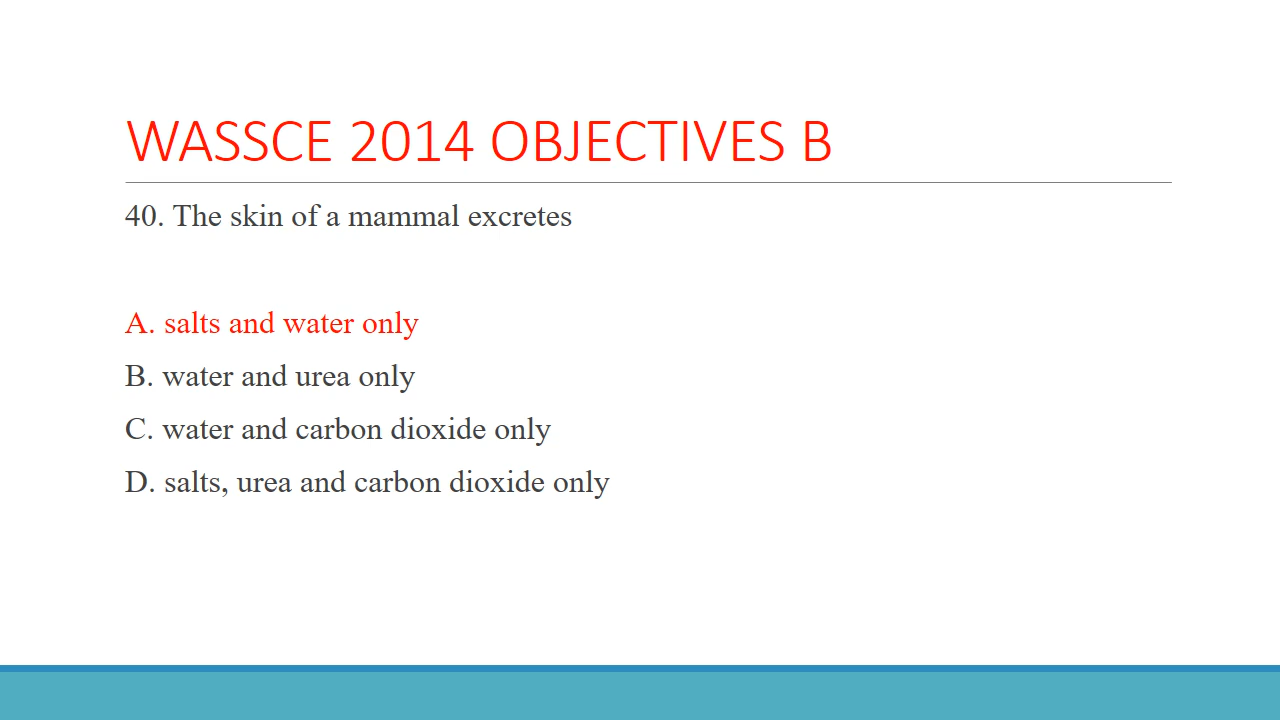 WASSCE 2014 OBJECTIVES B
40. The skin of a mammal excretes
A. salts and water only
B. water and urea only
C. water and carbon dioxide only
D. salts, urea and carbon dioxide only